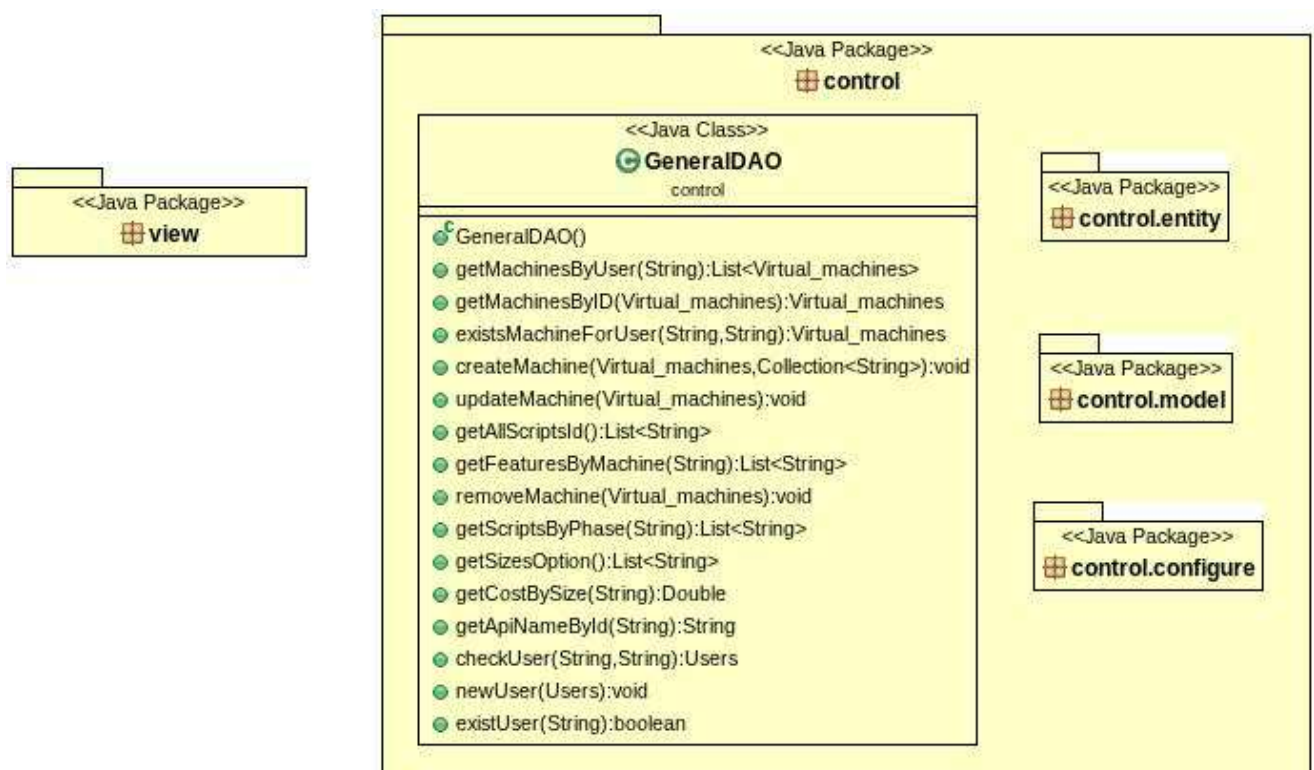 <<Java Package>>
control
<<Java Class>>
GeneralDAO
control
GeneralDAO()
getMachinesByUser(String):List<Virtual_machines>
getMachinesByID(Virtual_machines):Virtual_machines
existsMachineForUser(String,String):Virtual_machines
createMachine(Virtual_machines,Collection<String>):void
updateMachine(Virtual_machines):void
getAllScriptsId():List<String>
getFeaturesByMachine(String):List<String>
removeMachine(Virtual_machines):void
getScriptsByPhase(String):List<String>
getSizesOption():List<String>
getCostBySize(String):Double
getApiNameById(String):String
checkUser(String,String):Users
newUser(Users):void
existUser(String):boolean
<<Java Package>>
view
<<Java Package>>
control.entity
<<Java Package>>
control.model
<<Java Package>>
control.configure